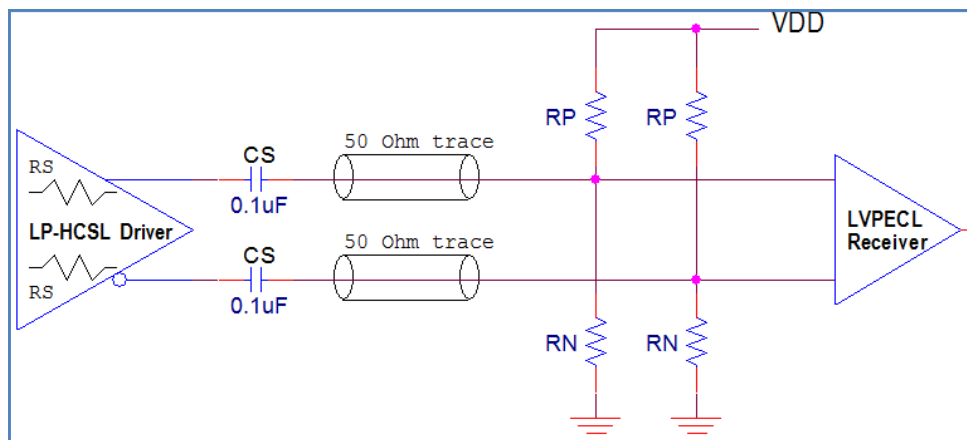 VDD
RP
RP
50 Ohm trace
CS
RS
0.1uF
LP-HCSL Driver
LVPECL
Receiver
50 Ohm trace
CS
RS
0.1uF
RN
RN